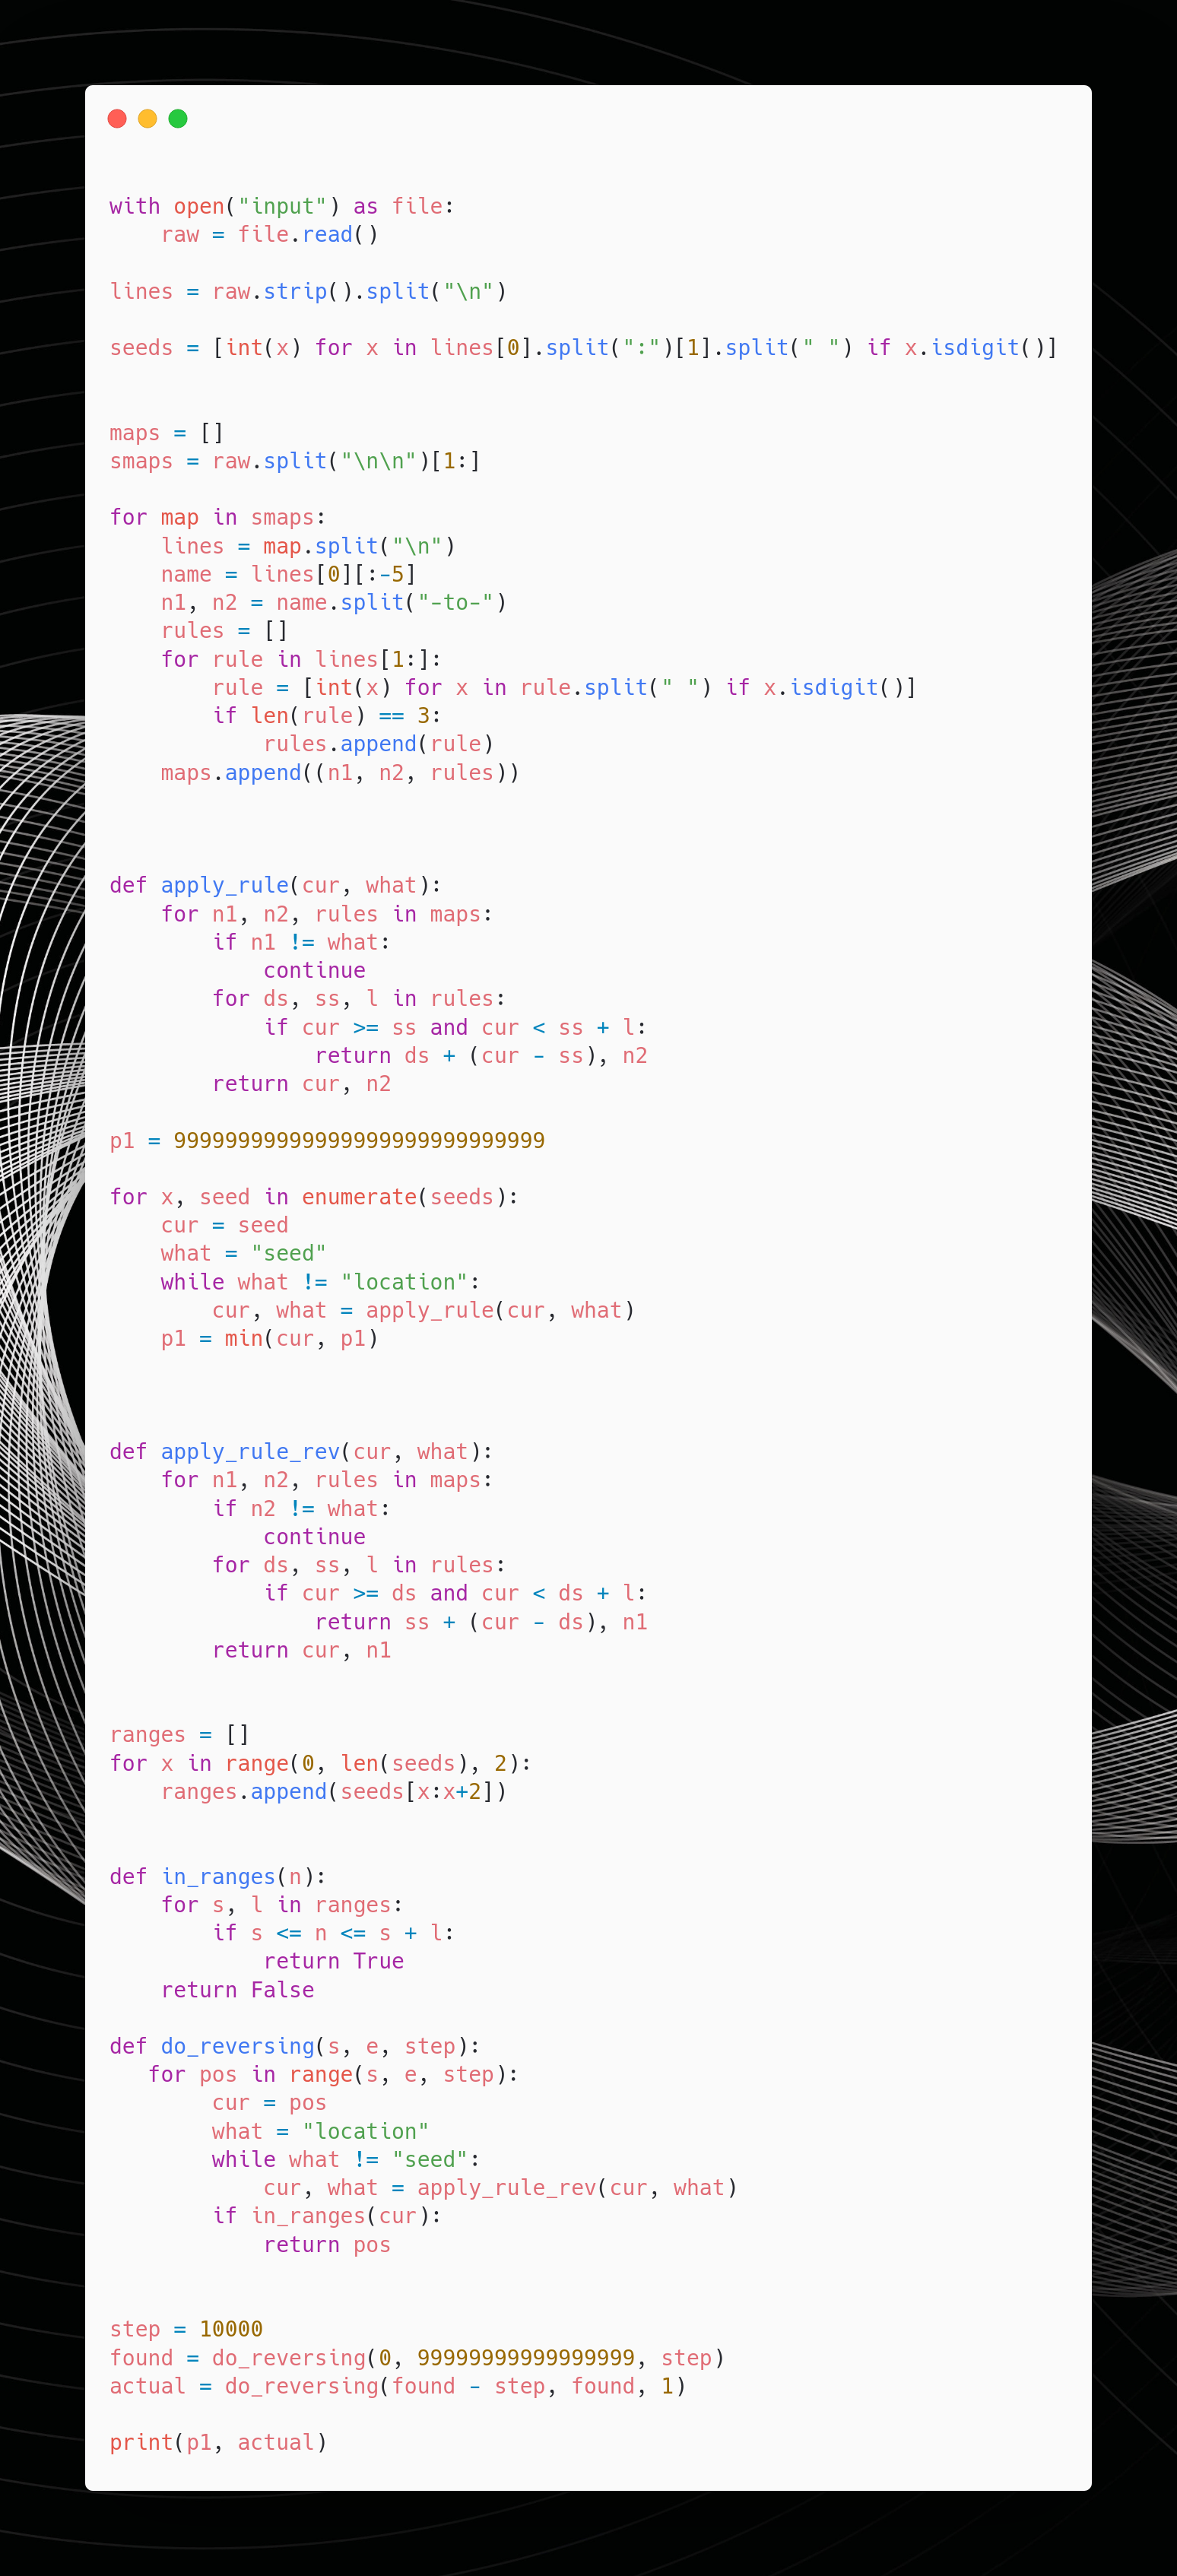 with open("input") as file:
    raw = file.read()

lines = raw.strip().split("\n")

seeds = [int(x) for x in lines[0].split(":")[1].split(" ") if x.isdigit()]


maps = []
smaps = raw.split("\n\n")[1:]

for map in smaps:
    lines = map.split("\n")
    name = lines[0][:-5]
    n1, n2 = name.split("-to-")
    rules = []
    for rule in lines[1:]:
        rule = [int(x) for x in rule.split(" ") if x.isdigit()]
        if len(rule) == 3:
            rules.append(rule)
    maps.append((n1, n2, rules))



def apply_rule(cur, what):
    for n1, n2, rules in maps:
        if n1 != what:
            continue
        for ds, ss, l in rules:
            if cur >= ss and cur < ss + l:
                return ds + (cur - ss), n2
        return cur, n2

p1 = 99999999999999999999999999999

for x, seed in enumerate(seeds):
    cur = seed
    what = "seed"
    while what != "location":
        cur, what = apply_rule(cur, what)
    p1 = min(cur, p1)



def apply_rule_rev(cur, what):
    for n1, n2, rules in maps:
        if n2 != what:
            continue
        for ds, ss, l in rules:
            if cur >= ds and cur < ds + l:
                return ss + (cur - ds), n1
        return cur, n1


ranges = []
for x in range(0, len(seeds), 2):
    ranges.append(seeds[x:x+2])


def in_ranges(n):
    for s, l in ranges:
        if s <= n <= s + l:
            return True
    return False

def do_reversing(s, e, step):
   for pos in range(s, e, step):
        cur = pos
        what = "location"
        while what != "seed":
            cur, what = apply_rule_rev(cur, what)
        if in_ranges(cur):
            return pos


step = 10000
found = do_reversing(0, 99999999999999999, step)
actual = do_reversing(found - step, found, 1)

print(p1, actual)